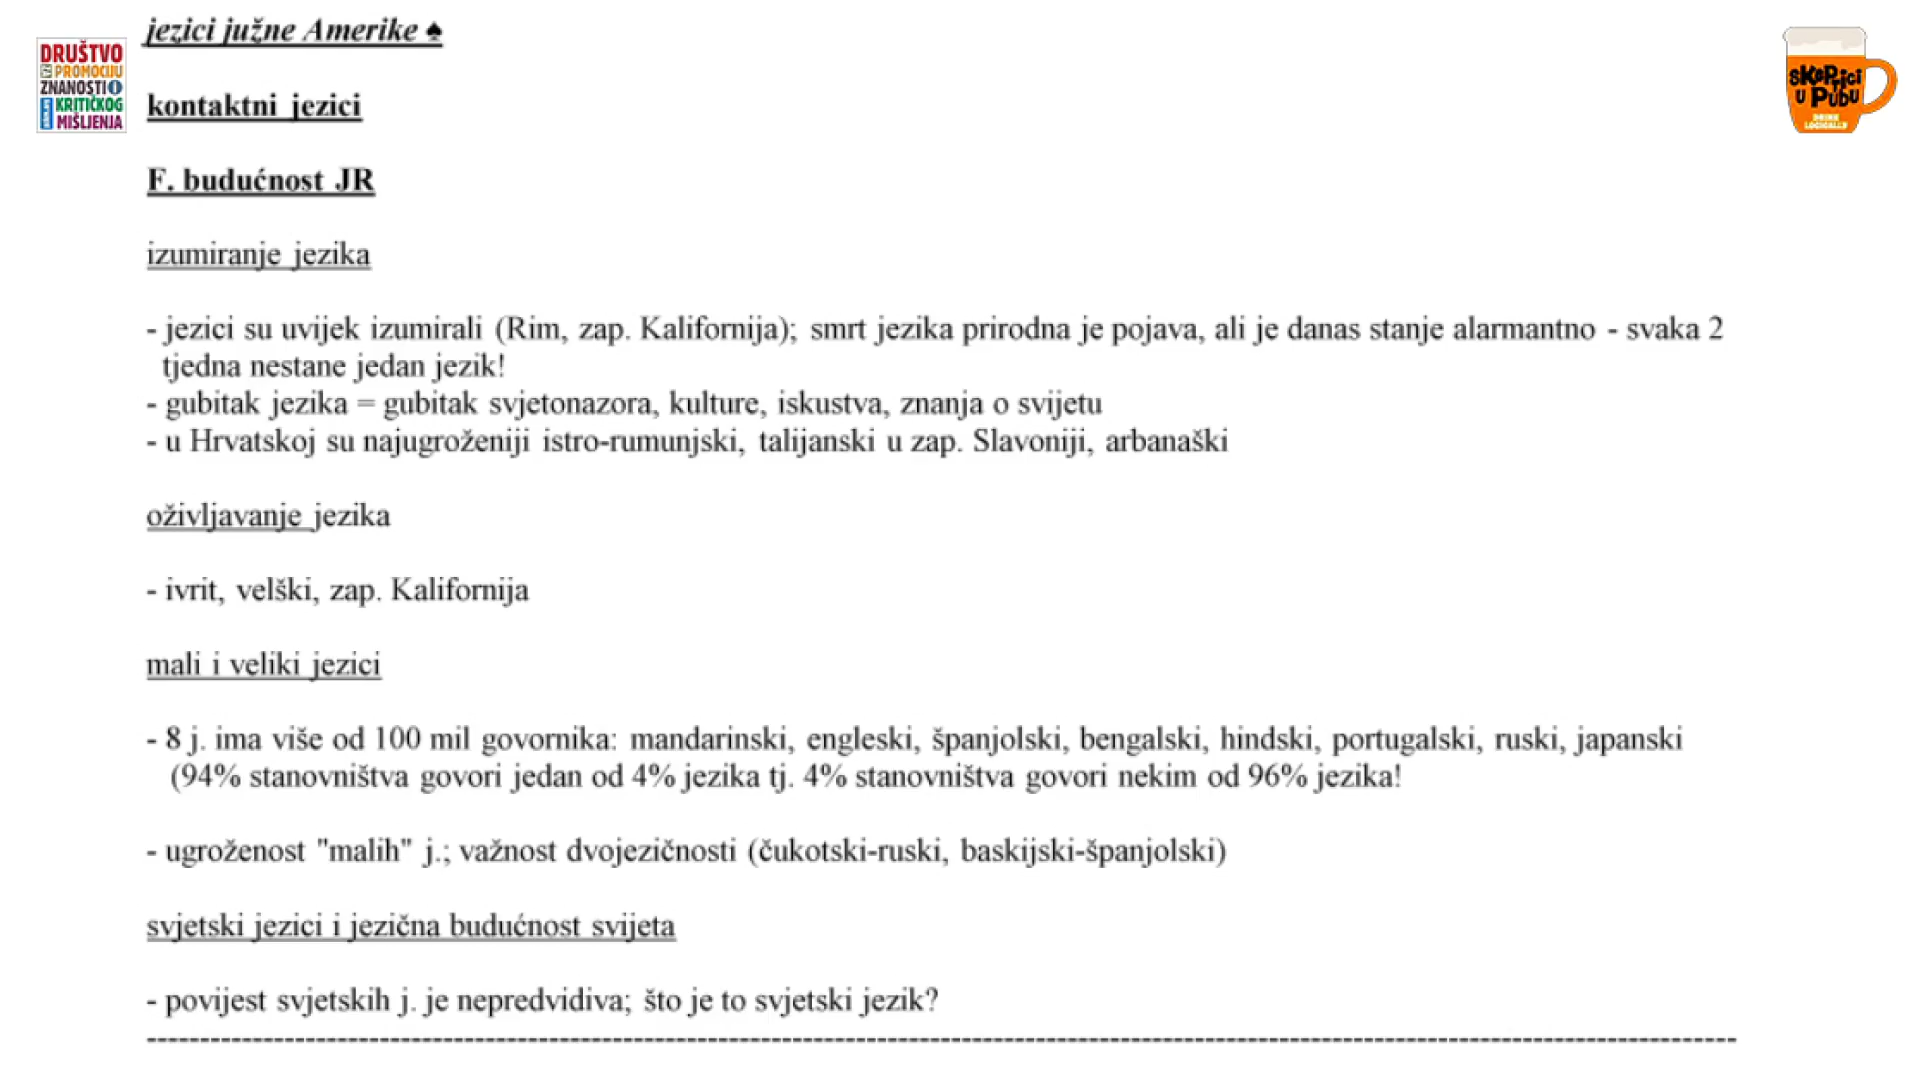 jezici južne Amerike ♠
DRUŠTVO
ZA PROMOCIJU
ZNANOSTI I
KRITIČKOG
MIŠLJENJA
SKEPTICI
U PUBU
DRINK
LOGICALLY
kontaktni jezici
F. budućnost JR
izumiranje jezika
- jezici su uvijek izumirali (Rim, zap. Kalifornija); smrt jezika prirodna je pojava, ali je danas stanje alarmantno - svaka 2
tjedna nestane jedan jezik!
- gubitak jezika = gubitak svjetonazora, kulture, iskustva, znanja o svijetu
- u Hrvatskoj su najugroženiji istro-rumunjski, talijanski u zap. Slavoniji, arbanaški
oživljavanje jezika
- ivrit, velški, zap. Kalifornija
mali i veliki jezici
- 8 j. ima više od 100 mil govornika: mandarinski, engleski, španjolski, bengalski, hindski, portugalski, ruski, japanski
(94% stanovništva govori jedan od 4% jezika tj. 4% stanovništva govori nekim od 96% jezika!
- ugroženost "malih" j.; važnost dvojezičnosti (čukotski-ruski, baskijski-španjolski)
svjetski jezici i jezična budućnost svijeta
- povijest svjetskih j. je nepredvidiva; što je to svjetski jezik?